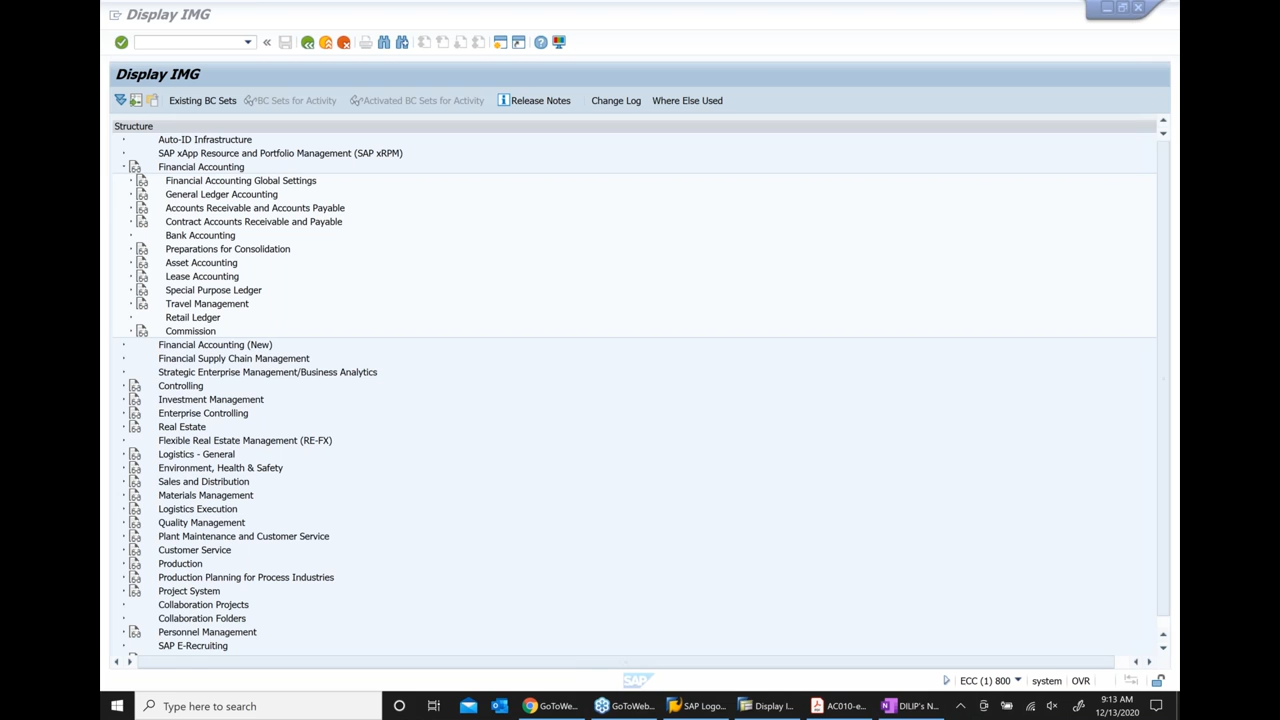 Display IMG
Display IMG
Existing BC Sets BC Sets for Activity Activated BC Sets for Activity Release Notes Change Log Where Else Used
Structure
Auto-ID Infrastructure
SAP xApp Resource and Portfolio Management (SAP xRPM)
Financial Accounting
Financial Accounting Global Settings
General Ledger Accounting
Accounts Receivable and Accounts Payable
Contract Accounts Receivable and Payable
Bank Accounting
Preparations for Consolidation
Asset Accounting
Lease Accounting
Special Purpose Ledger
Travel Management
Retail Ledger
Commission
Financial Accounting (New)
Financial Supply Chain Management
Strategic Enterprise Management/Business Analytics
Controlling
Investment Management
Enterprise Controlling
Real Estate
Flexible Real Estate Management (RE-FX)
Logistics - General
Environment, Health & Safety
Sales and Distribution
Materials Management
Logistics Execution
Quality Management
Plant Maintenance and Customer Service
Customer Service
Production
Production Planning for Process Industries
Project System
Collaboration Projects
Collaboration Folders
Personnel Management
SAP E-Recruiting
SAP ECC (1) 800 system OVR
Type here to search GoToWe... GoToWeb... SAP Logo... Display I... AC010-e... DILIP's N... 9:13 AM
12/13/2020